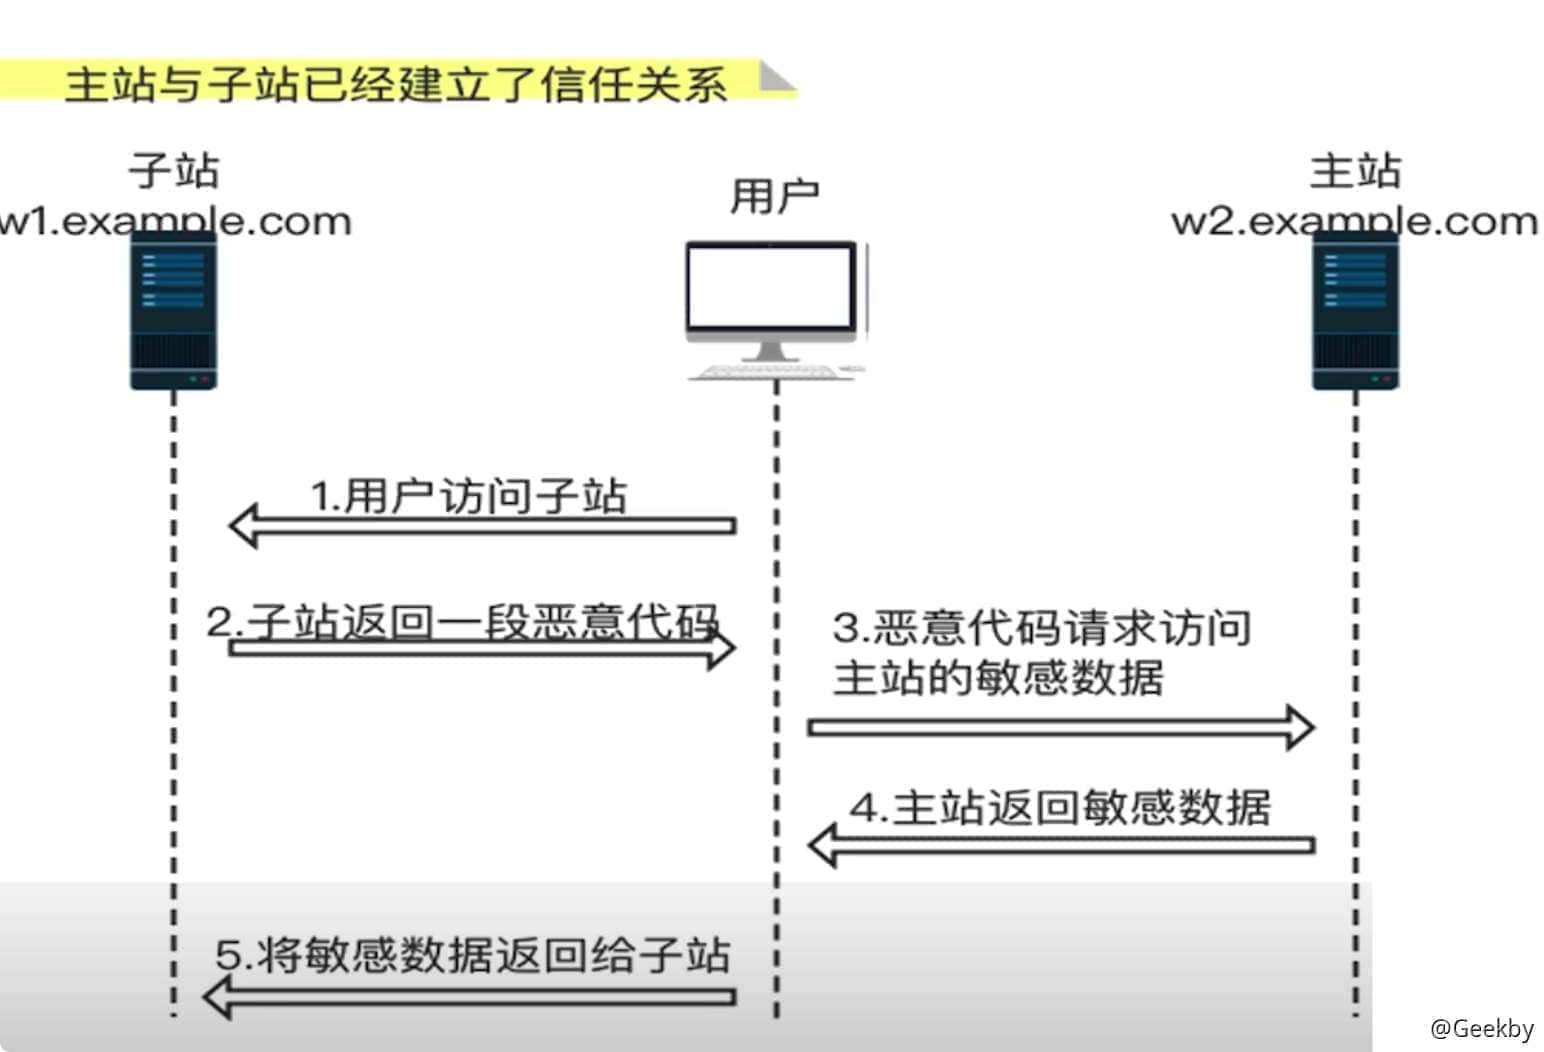 主站与子站已经建立了信任关系
子站
w1.example.com
用户
主站
w2.example.com
1.用户访问子站
2.子站返回一段恶意代码
3.恶意代码请求访问
主站的敏感数据
4.主站返回敏感数据
5.将敏感数据返回给子站
@Geekby